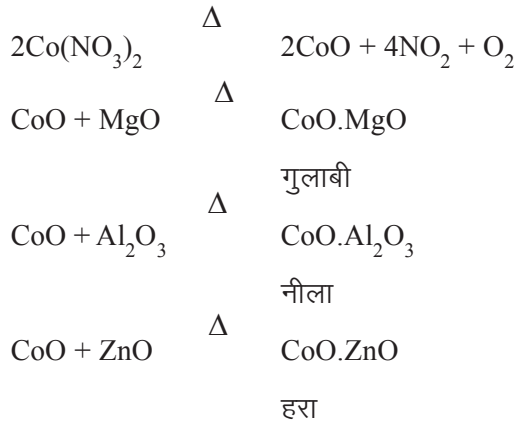 Δ
2Co(NO₃)₂ 2CoO + 4NO₂ + O₂
Δ
CoO + MgO CoO.MgO
गुलाबी
Δ
CoO + Al₂O₃ CoO.Al₂O₃
नीला
Δ
CoO + ZnO CoO.ZnO
हरा